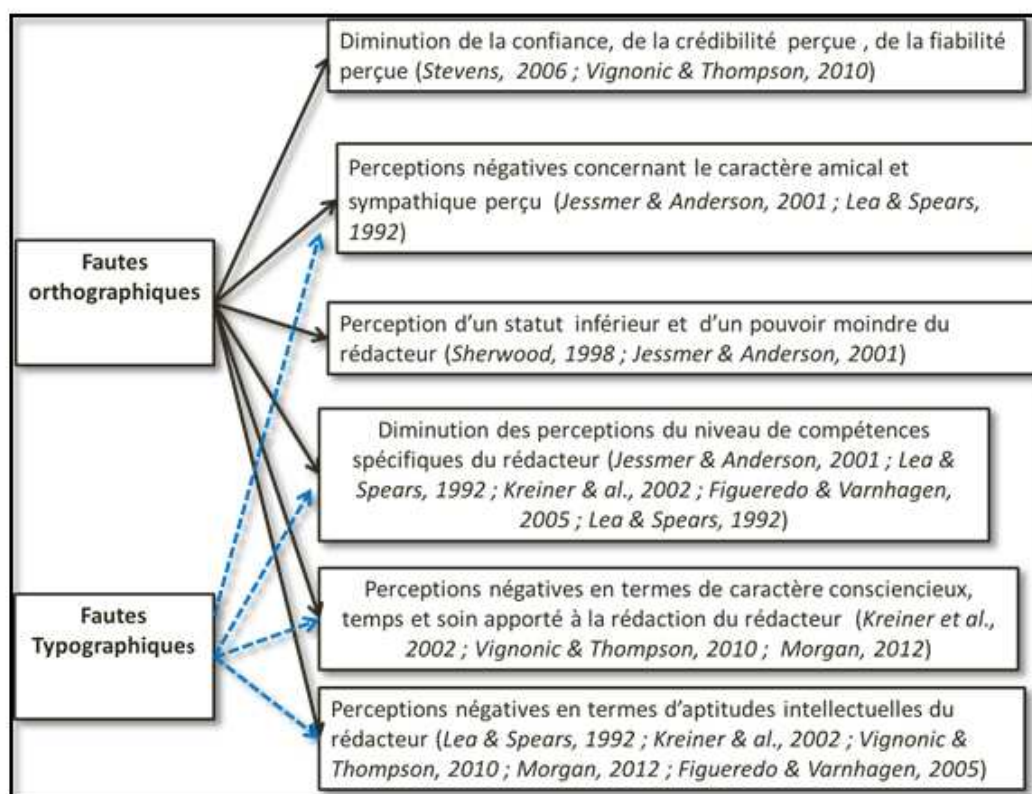 Diminution de la confiance, de la crédibilité perçue , de la fiabilité
perçue (Stevens, 2006 ; Vignonic & Thompson, 2010)
Perceptions négatives concernant le caractère amical et
sympathique perçu (Jessmer & Anderson, 2001 ; Lea & Spears,
1992)
Fautes
orthographiques
Perception d'un statut inférieur et d'un pouvoir moindre du
rédacteur (Sherwood, 1998 ; Jessmer & Anderson, 2001)
Diminution des perceptions du niveau de compétences
spécifiques du rédacteur (Jessmer & Anderson, 2001 ; Lea &
Spears, 1992 ; Kreiner & al., 2002 ; Figueredo & Varnhagen,
2005 ; Lea & Spears, 1992)
Fautes
Typographiques
Perceptions négatives en termes de caractère consciencieux,
temps et soin apporté à la rédaction du rédacteur (Kreiner et al.,
2002 ; Vignonic & Thompson, 2010 ; Morgan, 2012)
Perceptions négatives en termes d'aptitudes intellectuelles du
rédacteur (Lea & Spears, 1992 ; Kreiner & al., 2002 ; Vignonic &
Thompson, 2010 ; Morgan, 2012 ; Figueredo & Varnhagen, 2005)